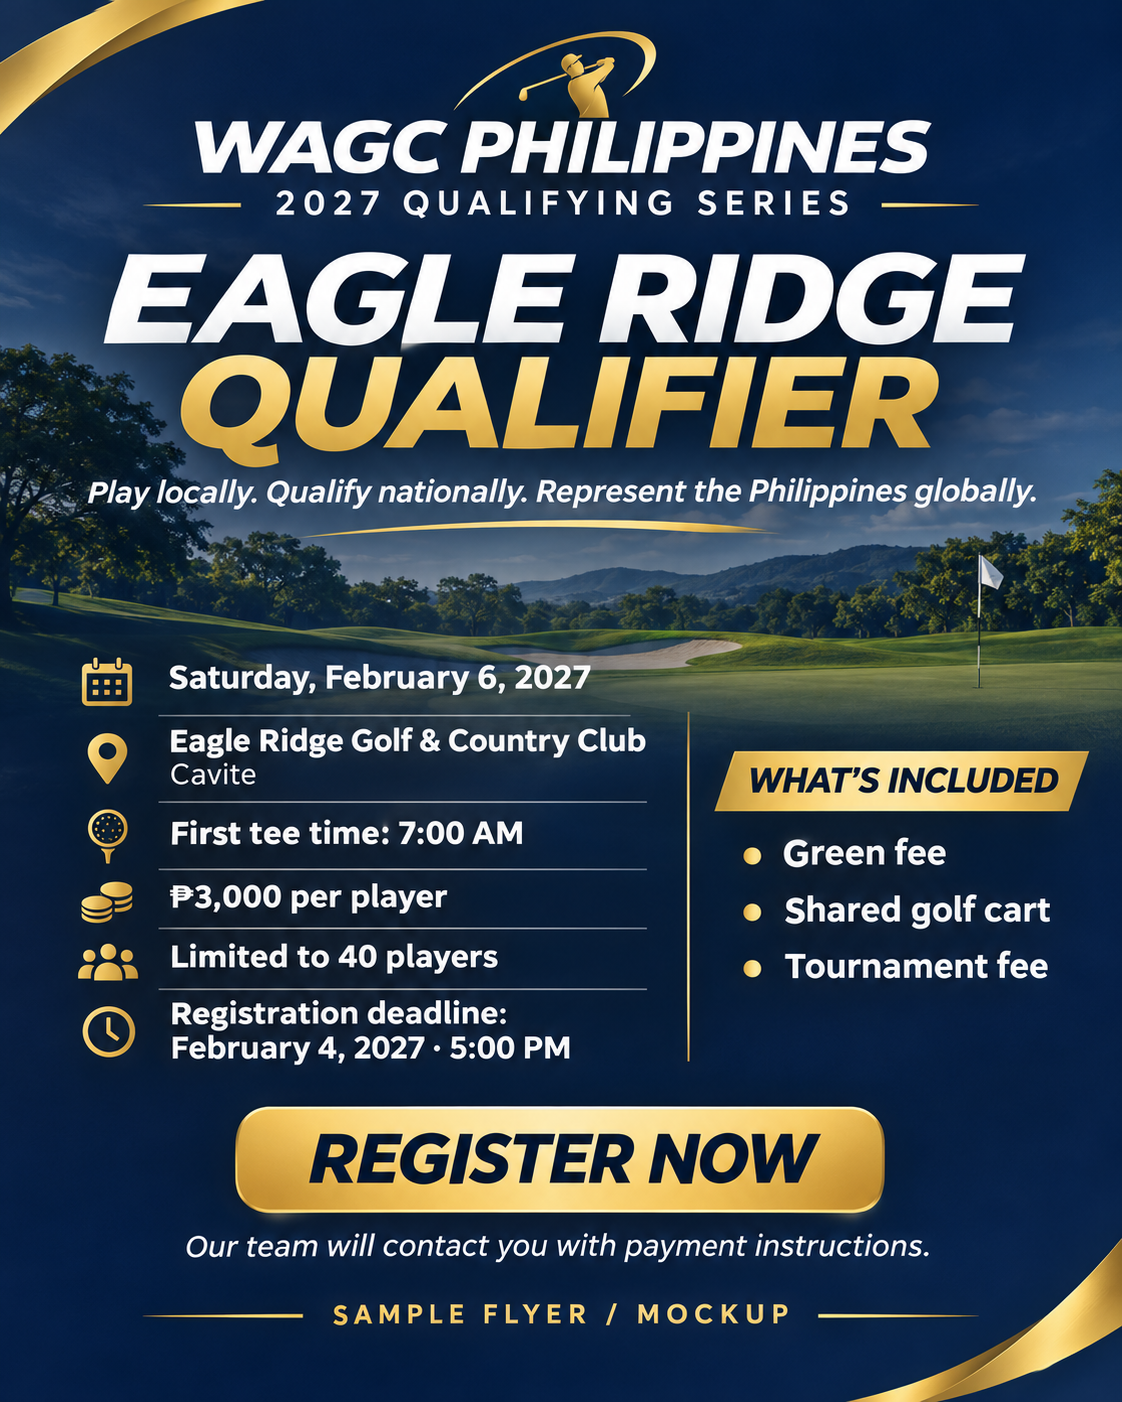 WAGC PHILIPPINES
2027 QUALIFYING SERIES
EAGLE RIDGE
QUALIFIER
Play locally. Qualify nationally. Represent the Philippines globally.
Saturday, February 6, 2027
Eagle Ridge Golf & Country Club
Cavite
First tee time: 7:00 AM
₱3,000 per player
Limited to 40 players
Registration deadline:
February 4, 2027 · 5:00 PM
WHAT'S INCLUDED
Green fee
Shared golf cart
Tournament fee
REGISTER NOW
Our team will contact you with payment instructions.
SAMPLE FLYER / MOCKUP